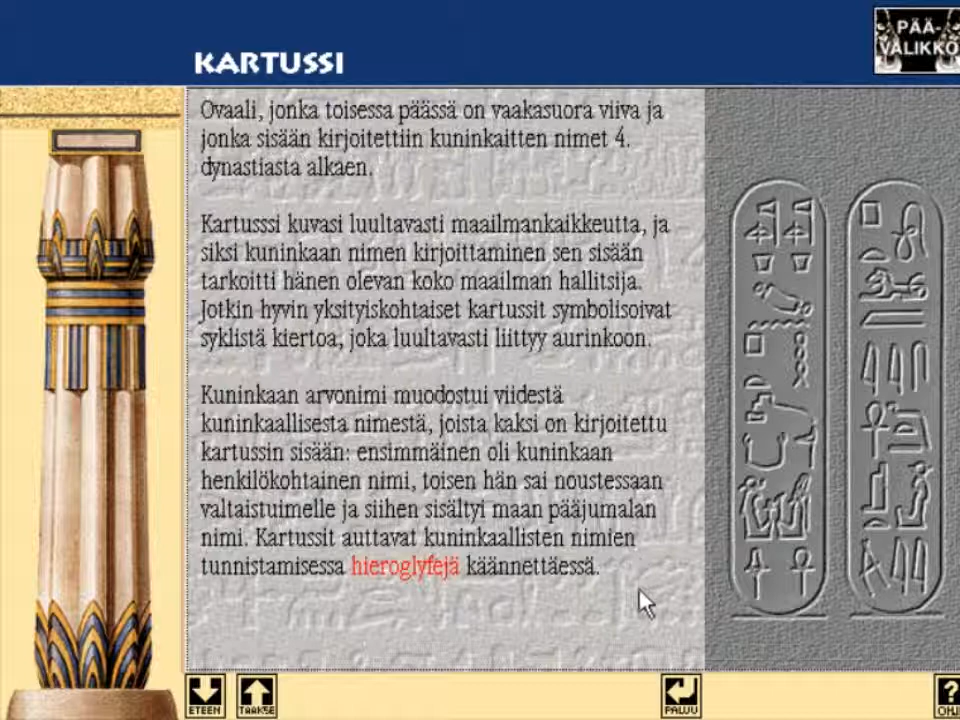 PÄÄ-
VALIKKO
KARTUSSI
Ovaali, jonka toisessa päässä on vaakasuora viiva ja
jonka sisään kirjoitettiin kuninkaitten nimet 4.
dynastiasta alkaen.
Kartusssi kuvasi luultavasti maailmankaikkeutta, ja
siksi kuninkaan nimen kirjoittaminen sen sisään
tarkoitti hänen olevan koko maailman hallitsija.
Jotkin hyvin yksityiskohtaiset kartussit symbolisoivat
syklistä kiertoa, joka luultavasti liittyy aurinkoon.
Kuninkaan arvonimi muodostui viidestä
kuninkaallisesta nimestä, joista kaksi on kirjoitettu
kartussin sisään: ensimmäinen oli kuninkaan
henkilökohtainen nimi, toisen hän sai noustessaan
valtaistuimelle ja siihen sisältyi maan pääjumalan
nimi. Kartussit auttavat kuninkaallisten nimien
tunnistamisessa hieroglyfejä käännettäessä.
ETEEN TAAKSE PALUU
?